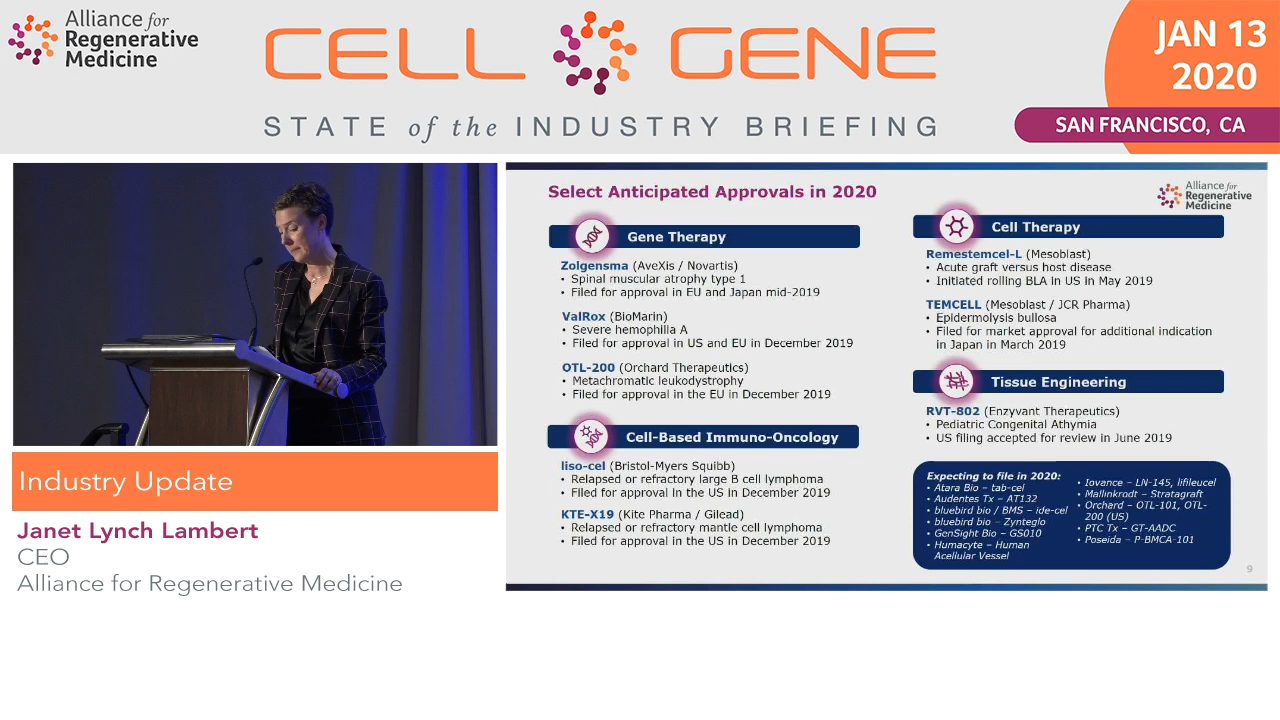 Alliance for
Regenerative
Medicine
CELL GENE
STATE of the INDUSTRY BRIEFING
JAN 13
2020
SAN FRANCISCO, CA
Industry Update
Janet Lynch Lambert
CEO
Alliance for Regenerative Medicine
Select Anticipated Approvals in 2020
Alliance for
Regenerative
Medicine
Gene Therapy
Zolgensma (AveXis / Novartis)
• Spinal muscular atrophy type 1
• Filed for approval in EU and Japan mid-2019
ValRox (BioMarin)
• Severe hemophilia A
• Filed for approval in US and EU in December 2019
OTL-200 (Orchard Therapeutics)
• Metachromatic leukodystrophy
• Filed for approval in the EU in December 2019
Cell-Based Immuno-Oncology
liso-cel (Bristol-Myers Squibb)
• Relapsed or refractory large B cell lymphoma
• Filed for approval in the US in December 2019
KTE-X19 (Kite Pharma / Gilead)
• Relapsed or refractory mantle cell lymphoma
• Filed for approval in the US in December 2019
Cell Therapy
Remestemcel-L (Mesoblast)
• Acute graft versus host disease
• Initiated rolling BLA in US in May 2019
TEMCELL (Mesoblast / JCR Pharma)
• Epidermolysis bullosa
• Filed for market approval for additional indication
in Japan in March 2019
Tissue Engineering
RVT-802 (Enzyvant Therapeutics)
• Pediatric Congenital Athymia
• US filing accepted for review in June 2019
Expecting to file in 2020:
• Atara Bio – tab-cel
• Audentes Tx – AT132
• bluebird bio / BMS – ide-cel
• bluebird bio – Zynteglo
• GenSight Bio – GS010
• Humacyte – Human
Acellular Vessel
• Iovance – LN-145, lifileucel
• Mallinkrodt – Stratagraft
• Orchard – OTL-101, OTL-
200 (US)
• PTC Tx – GT-AADC
• Poseida – P-BMCA-101
9